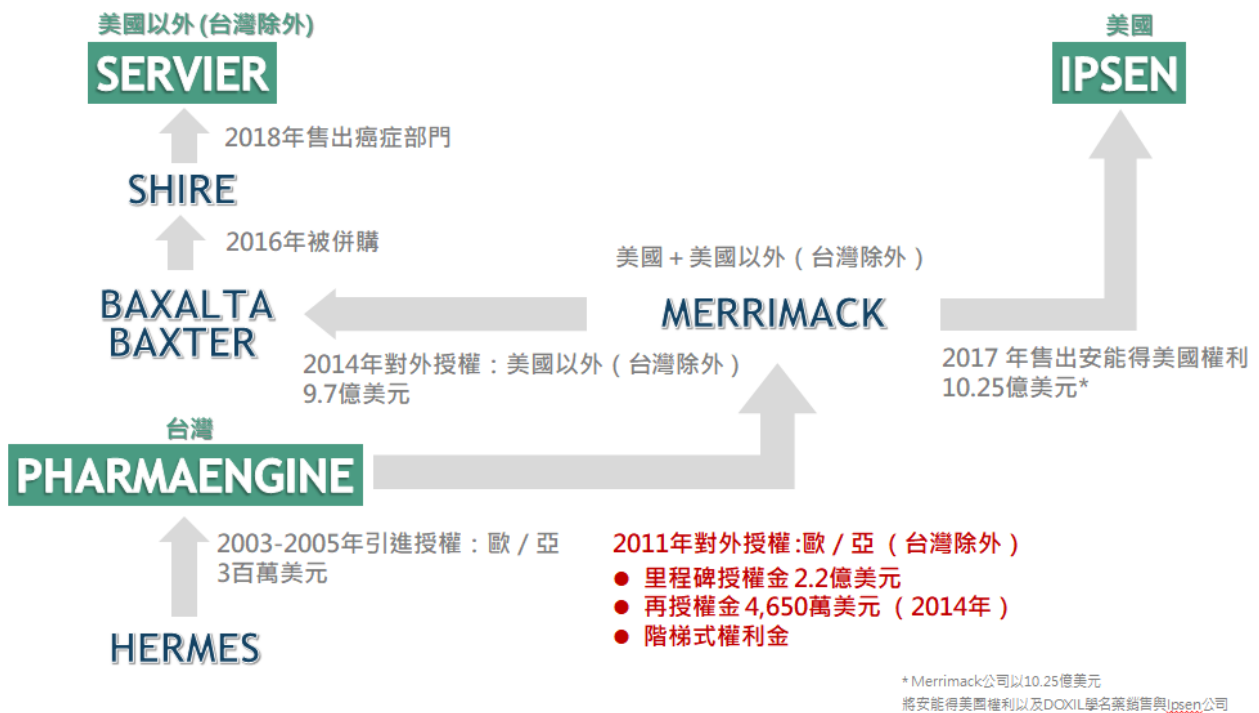 美國以外(台灣除外)
SERVIER
美國
IPSEN
2018年售出癌症部門
SHIRE
2016年被併購
美國+美國以外(台灣除外)
BAXALTA
BAXTER
MERRIMACK
2014年對外授權:美國以外(台灣除外)
9.7億美元
2017 年售出安能得美國權利
10.25億美元*
台灣
PHARMAENGINE
2003-2005年引進授權:歐/亞
3百萬美元
2011年對外授權:歐/亞(台灣除外)
● 里程碑授權金 2.2億美元
● 再授權金 4,650萬美元(2014年)
● 階梯式權利金
HERMES
* Merrimack公司以10.25億美元
將安能得美國權利以及DOXIL學名藥銷售與Ipsen公司